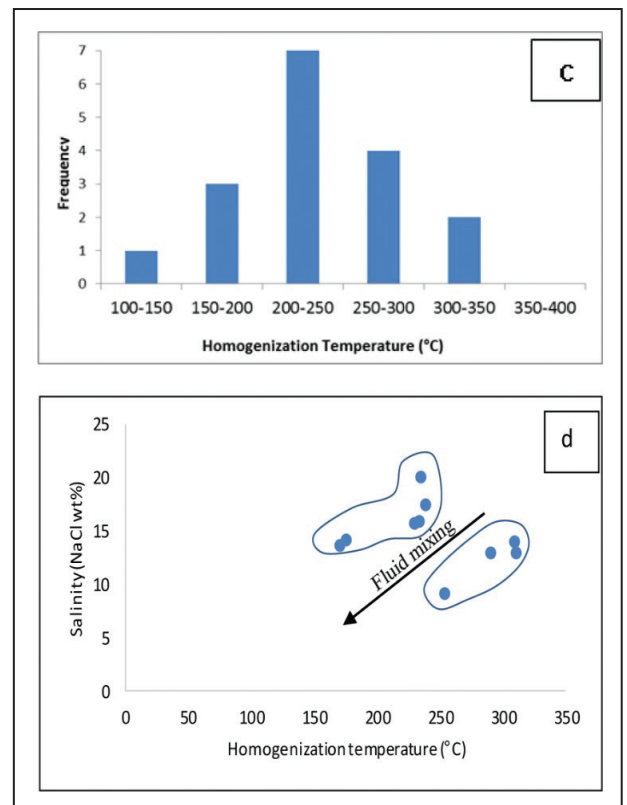 C
7
6
5
4
3
2
1
0
Frequency
100-150 150-200 200-250 250-300 300-350 350-400
Homogenization Temperature (°C)
d
25
20
15
10
5
0
Salinity (NaCl wt%)
Fluid mixing
0 50 100 150 200 250 300 350
Homogenization temperature (°C)